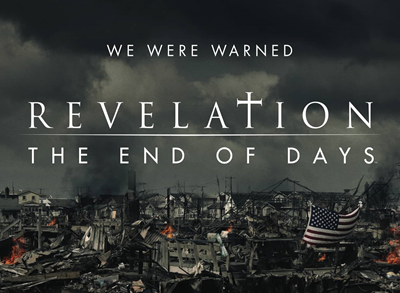 WE WERE WARNED
REVELATION
THE END OF DAYS